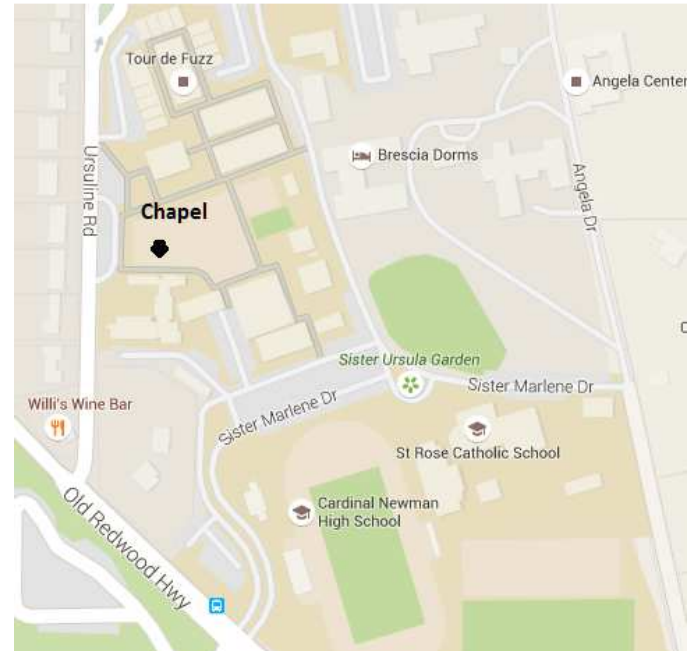 Tour de Fuzz
Angela Center
Brescia Dorms
Ursuline Rd
Angela Dr
Chapel
Sister Ursula Garden
Sister Marlene Dr
Sister Marlene Dr
Willi's Wine Bar
St Rose Catholic School
Old Redwood Hwy
Cardinal Newman
High School